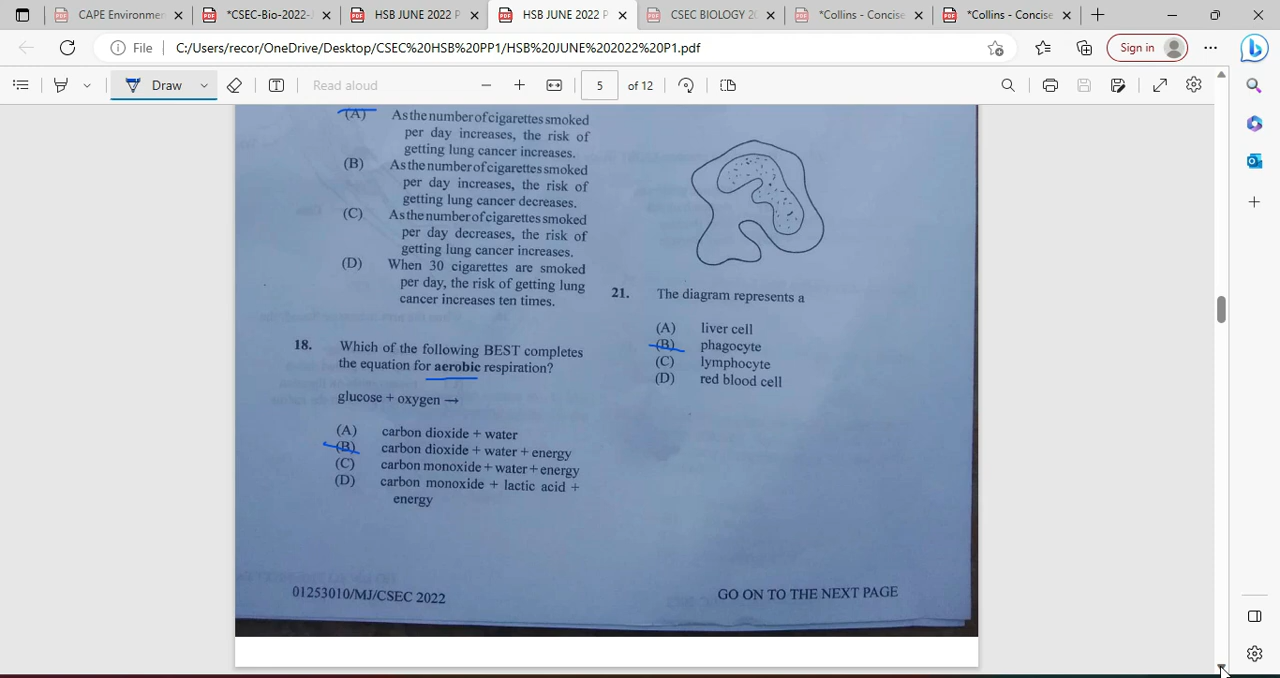 CAPE Environmer
*CSEC-Bio-2022-
HSB JUNE 2022 P
HSB JUNE 2022 P
CSEC BIOLOGY 20
*Collins - Concise
*Collins - Concise
File
C:/Users/recor/OneDrive/Desktop/CSEC%20HSB%20PP1/HSB%20JUNE%202022%20P1.pdf
Sign in
Draw
Read aloud
5 of 12
(A) As the number of cigarettes smoked
per day increases, the risk of
getting lung cancer increases.
(B) As the number of cigarettes smoked
per day increases, the risk of
getting lung cancer decreases.
(C) As the number of cigarettes smoked
per day decreases, the risk of
getting lung cancer increases.
(D) When 30 cigarettes are smoked
per day, the risk of getting lung
cancer increases ten times.
18. Which of the following BEST completes
the equation for aerobic respiration?
glucose + oxygen →
(A) carbon dioxide + water
(B) carbon dioxide + water + energy
(C) carbon monoxide + water + energy
(D) carbon monoxide + lactic acid +
energy
21. The diagram represents a
(A) liver cell
(B) phagocyte
(C) lymphocyte
(D) red blood cell
01253010/MJ/CSEC 2022
GO ON TO THE NEXT PAGE